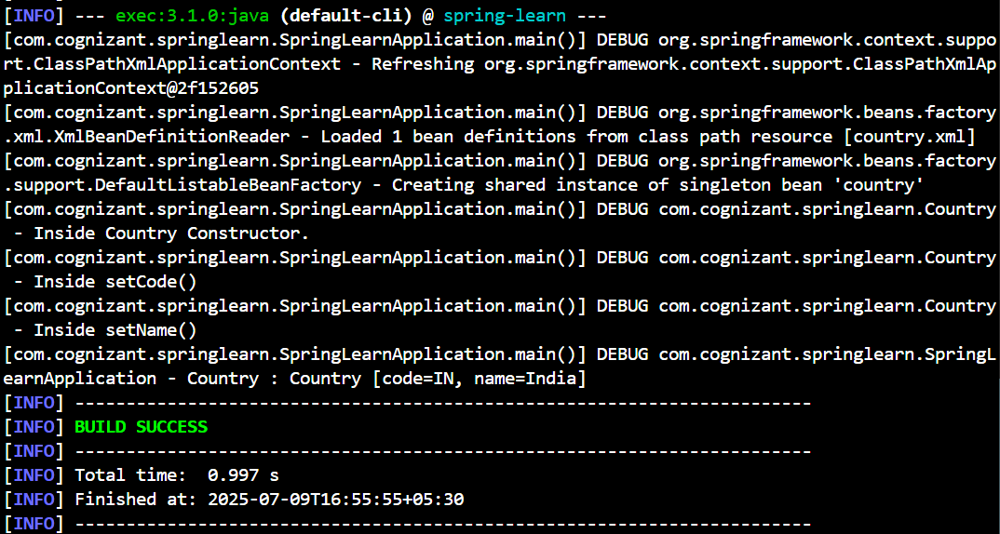 [INFO] --- exec:3.1.0:java (default-cli) @ spring-learn ---
[com.cognizant.springlearn.SpringLearnApplication.main()] DEBUG org.springframework.context.suppo
rt.ClassPathXmlApplicationContext - Refreshing org.springframework.context.support.ClassPathXmlAp
plicationContext@2f152605
[com.cognizant.springlearn.SpringLearnApplication.main()] DEBUG org.springframework.beans.factory
.xml.XmlBeanDefinitionReader - Loaded 1 bean definitions from class path resource [country.xml]
[com.cognizant.springlearn.SpringLearnApplication.main()] DEBUG org.springframework.beans.factory
.support.DefaultListableBeanFactory - Creating shared instance of singleton bean 'country'
[com.cognizant.springlearn.SpringLearnApplication.main()] DEBUG com.cognizant.springlearn.Country
 - Inside Country Constructor.
[com.cognizant.springlearn.SpringLearnApplication.main()] DEBUG com.cognizant.springlearn.Country
 - Inside setCode()
[com.cognizant.springlearn.SpringLearnApplication.main()] DEBUG com.cognizant.springlearn.Country
 - Inside setName()
[com.cognizant.springlearn.SpringLearnApplication.main()] DEBUG com.cognizant.springlearn.SpringL
earnApplication - Country : Country [code=IN, name=India]
[INFO] ------------------------------------------------------------------------
[INFO] BUILD SUCCESS
[INFO] ------------------------------------------------------------------------
[INFO] Total time:  0.997 s
[INFO] Finished at: 2025-07-09T16:55:55+05:30
[INFO] ------------------------------------------------------------------------